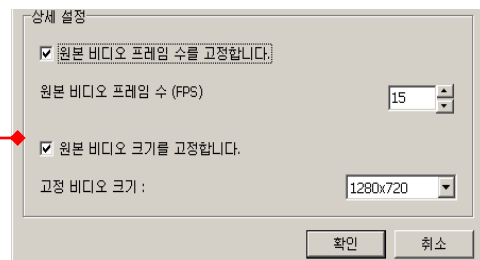 상세 설정
원본 비디오 프레임 수를 고정합니다.
원본 비디오 프레임 수 (FPS) 15
원본 비디오 크기를 고정합니다.
고정 비디오 크기 : 1280x720
확인 취소